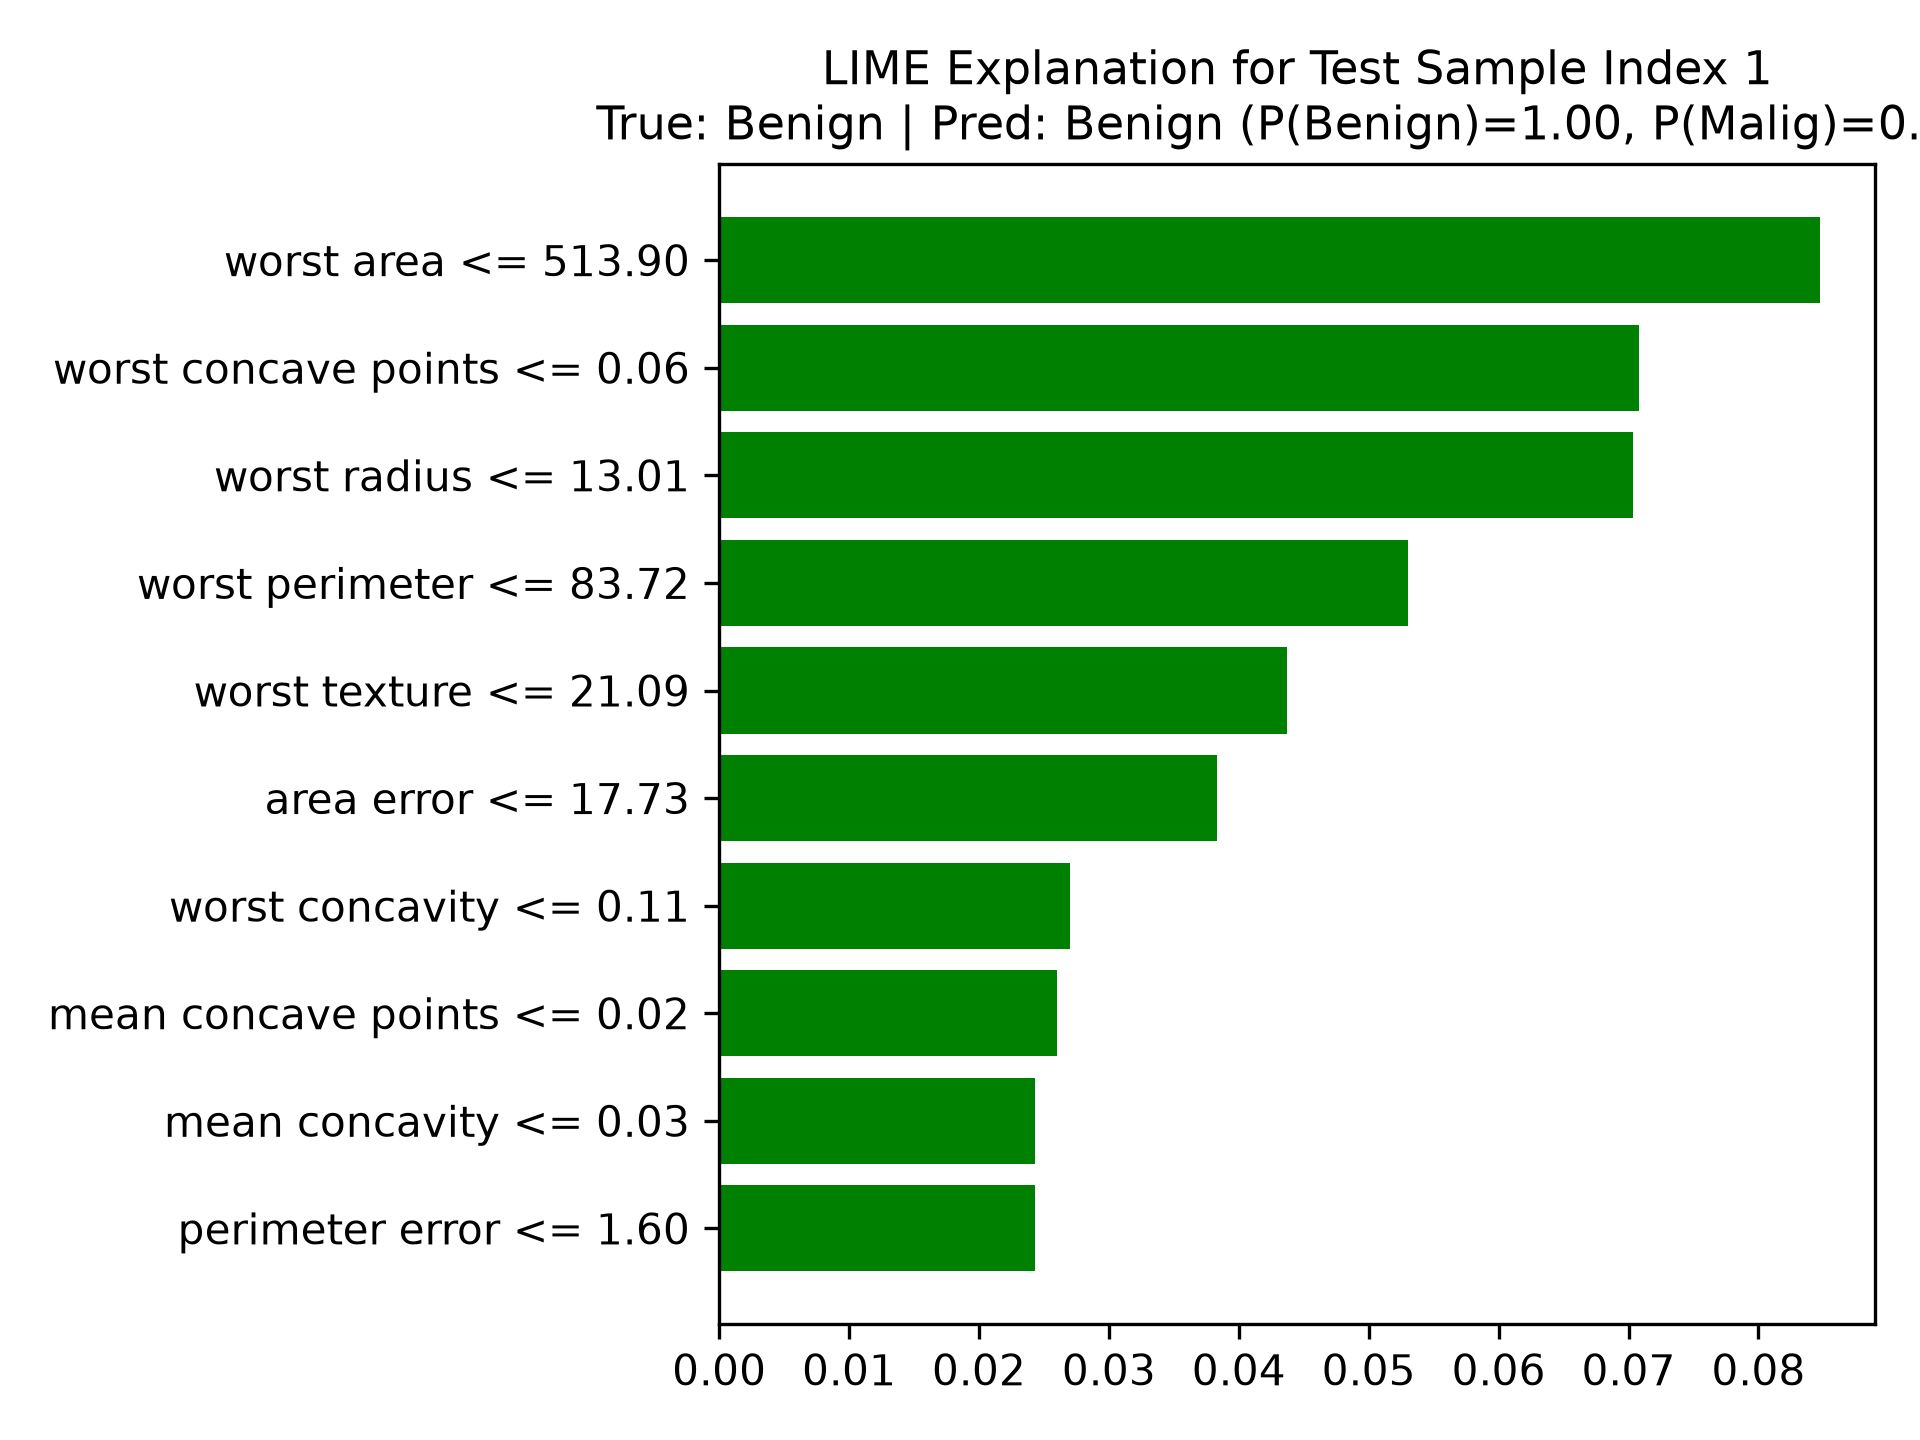 LIME Explanation for Test Sample Index 1
True: Benign | Pred: Benign (P(Benign)=1.00, P(Malig)=0.
worst area <= 513.90
worst concave points <= 0.06
worst radius <= 13.01
worst perimeter <= 83.72
worst texture <= 21.09
area error <= 17.73
worst concavity <= 0.11
mean concave points <= 0.02
mean concavity <= 0.03
perimeter error <= 1.60
0.00 0.01 0.02 0.03 0.04 0.05 0.06 0.07 0.08